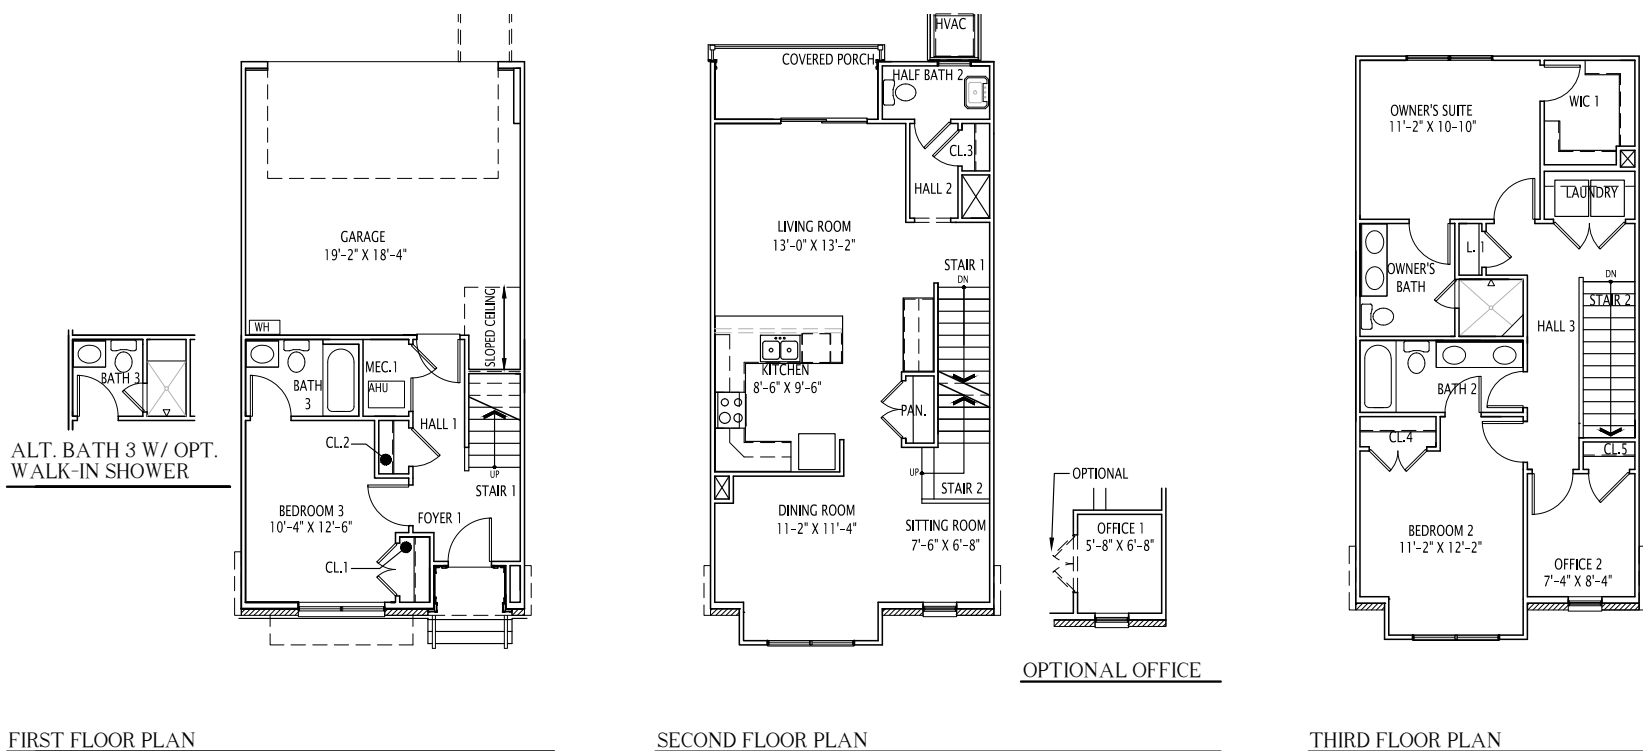 GARAGE
19'-2" X 18'-4"
WH
SLOPED CEILING
BATH 3
MEC.1
AHU
HALL 1
CL.2
UP
STAIR 1
BEDROOM 3
10'-4" X 12'-6"
FOYER 1
CL.1
BATH 3
ALT. BATH 3 W/ OPT.
WALK-IN SHOWER
FIRST FLOOR PLAN
HVAC
COVERED PORCH
HALF BATH 2
CL.3
HALL 2
LIVING ROOM
13'-0" X 13'-2"
STAIR 1
DN
KITCHEN
8'-6" X 9'-6"
PAN.
UP
STAIR 2
DINING ROOM
11'-2" X 11'-4"
SITTING ROOM
7'-6" X 6'-8"
SECOND FLOOR PLAN
OPTIONAL
OFFICE 1
5'-8" X 6'-8"
OPTIONAL OFFICE
OWNER'S SUITE
11'-2" X 10-10"
WIC 1
LAUNDRY
L. 1
OWNER'S
BATH
DN
STAIR 2
HALL 3
BATH 2
CL.4
CL.5
BEDROOM 2
11'-2" X 12'-2"
OFFICE 2
7'-4" X 8'-4"
THIRD FLOOR PLAN